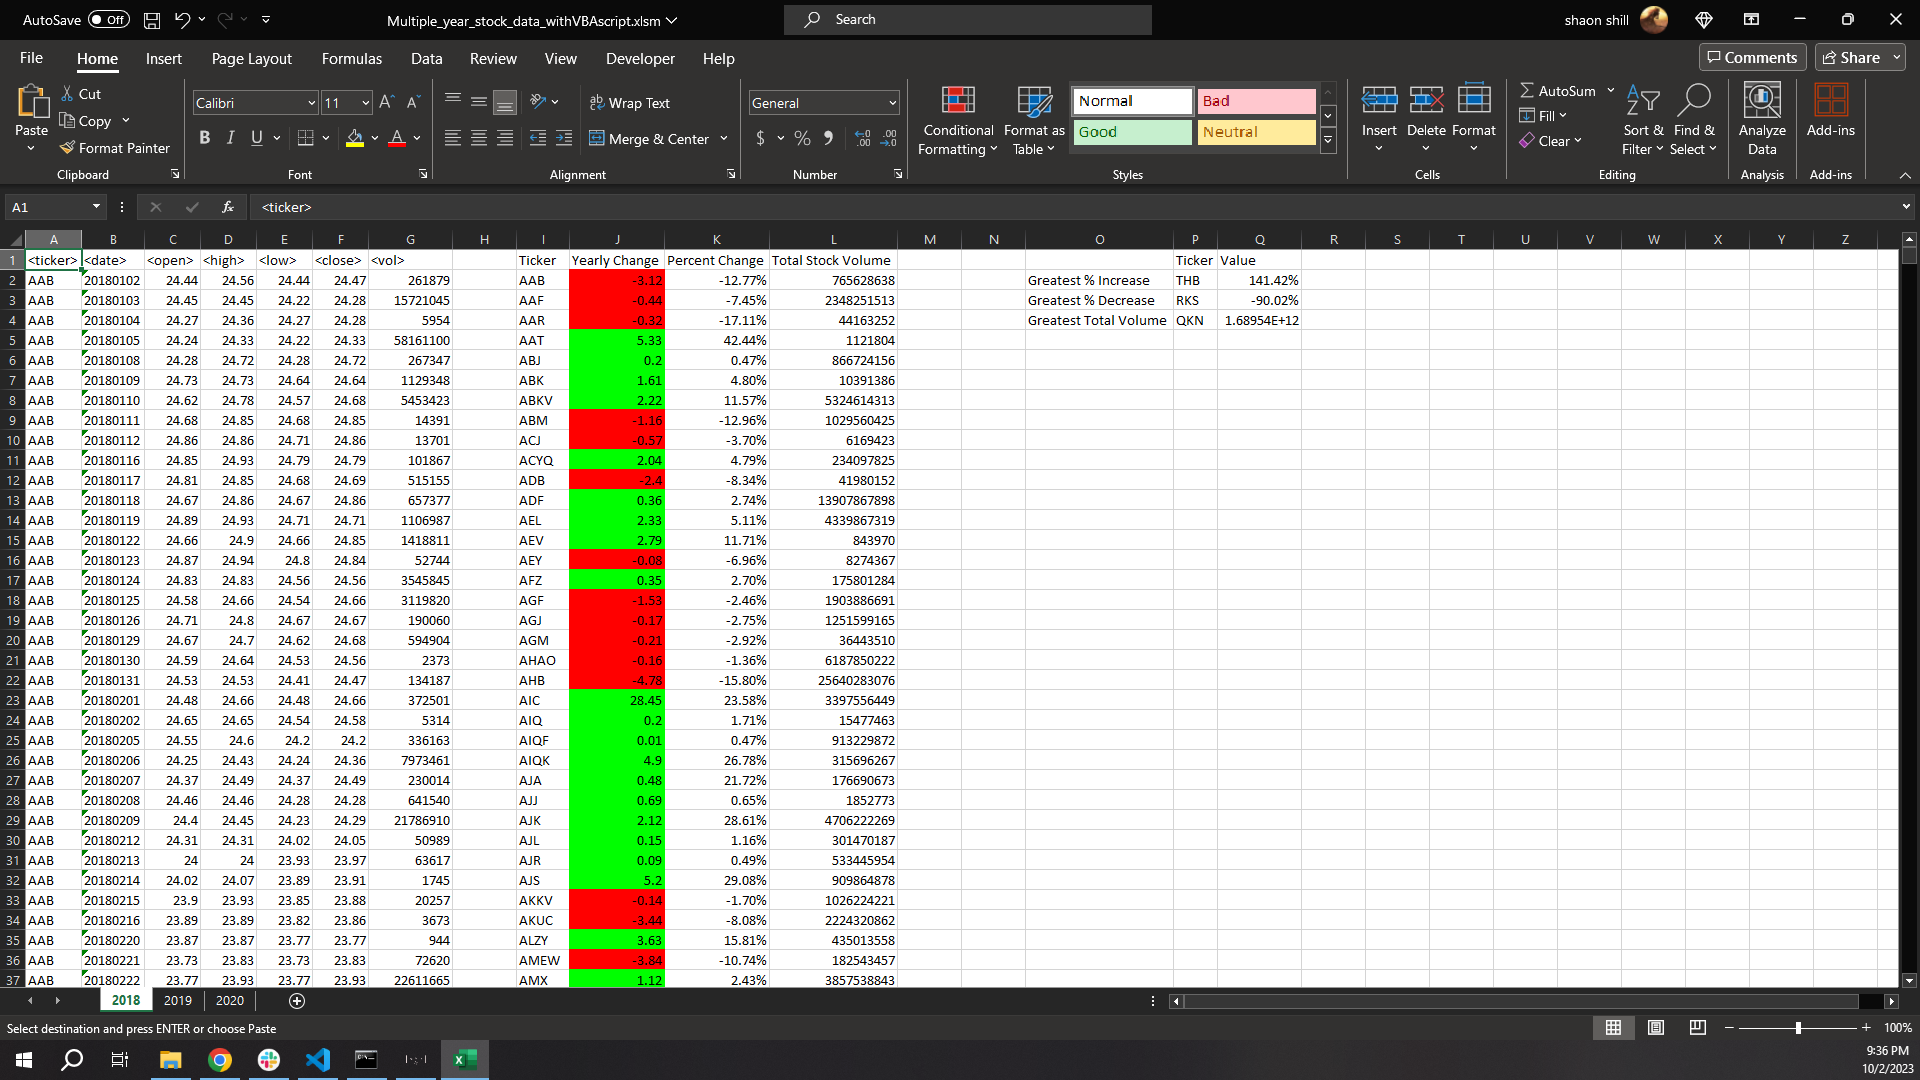 AutoSave Off Multiple_year_stock_data_withVBAscript.xlsm Search shaon shill
File Home Insert Page Layout Formulas Data Review View Developer Help Comments Share
Paste Cut Copy Format Painter Clipboard
Calibri 11 B I U A Font
Wrap Text Merge & Center Alignment
General $ % Number
Conditional Formatting Format as Table Normal Bad Good Neutral Styles
Insert Delete Format Cells
AutoSum Fill Clear Sort & Filter Find & Select Editing
Analyze Data Analysis
Add-ins Add-ins
A1 fx <ticker>
A B C D E F G H I J K L M N O P Q R S T U V W X Y Z
1 <ticker> <date> <open> <high> <low> <close> <vol> Ticker Yearly Change Percent Change Total Stock Volume Ticker Value
2 AAB 20180102 24.44 24.56 24.44 24.47 261879 AAB -3.12 -12.77% 765628638 Greatest % Increase THB 141.42%
3 AAB 20180103 24.45 24.45 24.22 24.28 15721045 AAF -0.44 -7.45% 2348251513 Greatest % Decrease RKS -90.02%
4 AAB 20180104 24.27 24.36 24.27 24.28 5954 AAR -0.32 -17.11% 44163252 Greatest Total Volume QKN 1.68954E+12
5 AAB 20180105 24.24 24.33 24.22 24.33 58161100 AAT 5.33 42.44% 1121804
6 AAB 20180108 24.28 24.72 24.28 24.72 267347 ABJ 0.2 0.47% 866724156
7 AAB 20180109 24.73 24.73 24.64 24.64 1129348 ABK 1.61 4.80% 10391386
8 AAB 20180110 24.62 24.78 24.57 24.68 5453423 ABKV 2.22 11.57% 5324614313
9 AAB 20180111 24.68 24.85 24.68 24.85 14391 ABM -1.16 -12.96% 1029560425
10 AAB 20180112 24.86 24.86 24.71 24.86 13701 ACJ -0.57 -3.70% 6169423
11 AAB 20180116 24.85 24.93 24.79 24.79 101867 ACYQ 2.04 4.79% 234097825
12 AAB 20180117 24.81 24.85 24.68 24.69 515155 ADB -2.4 -8.34% 41980152
13 AAB 20180118 24.67 24.86 24.67 24.86 657377 ADF 0.36 2.74% 13907867898
14 AAB 20180119 24.89 24.93 24.71 24.71 1106987 AEL 2.33 5.11% 4339867319
15 AAB 20180122 24.66 24.9 24.66 24.85 1418811 AEV 2.79 11.71% 843970
16 AAB 20180123 24.87 24.94 24.8 24.84 52744 AEY -0.08 -6.96% 8274367
17 AAB 20180124 24.83 24.83 24.56 24.56 3545845 AFZ 0.35 2.70% 175801284
18 AAB 20180125 24.58 24.66 24.54 24.66 3119820 AGF -1.53 -2.46% 1903886691
19 AAB 20180126 24.71 24.8 24.67 24.67 190060 AGJ -0.17 -2.75% 1251599165
20 AAB 20180129 24.67 24.7 24.62 24.68 594904 AGM -0.21 -2.92% 36443510
21 AAB 20180130 24.59 24.64 24.53 24.56 2373 AHAO -0.16 -1.36% 6187850222
22 AAB 20180131 24.53 24.53 24.41 24.47 134187 AHB -4.78 -15.80% 25640283076
23 AAB 20180201 24.48 24.66 24.48 24.66 372501 AIC 28.45 23.58% 3397556449
24 AAB 20180202 24.65 24.65 24.54 24.58 5314 AIQ 0.2 1.71% 15477463
25 AAB 20180205 24.55 24.6 24.2 24.2 336163 AIQF 0.01 0.47% 913229872
26 AAB 20180206 24.25 24.43 24.24 24.36 7973461 AIQK 4.9 26.78% 315696267
27 AAB 20180207 24.37 24.49 24.37 24.49 230014 AJA 0.48 21.72% 176690673
28 AAB 20180208 24.46 24.46 24.28 24.28 641540 AJJ 0.69 0.65% 1852773
29 AAB 20180209 24.4 24.45 24.23 24.29 21786910 AJK 2.12 28.61% 4706222269
30 AAB 20180212 24.31 24.31 24.02 24.05 50989 AJL 0.15 1.16% 301470187
31 AAB 20180213 24 24 23.93 23.97 63617 AJR 0.09 0.49% 533445954
32 AAB 20180214 24.02 24.07 23.89 23.91 1745 AJS 5.2 29.08% 909864878
33 AAB 20180215 23.9 23.93 23.85 23.88 20257 AKKV -0.14 -1.70% 1026224221
34 AAB 20180216 23.89 23.89 23.82 23.86 3673 AKUC -3.44 -8.08% 2224320862
35 AAB 20180220 23.87 23.87 23.77 23.77 944 ALZY 3.63 15.81% 435013558
36 AAB 20180221 23.73 23.83 23.73 23.83 72620 AMEW -3.84 -10.74% 182543457
37 AAB 20180222 23.77 23.93 23.77 23.93 22611665 AMX 1.12 2.43% 3857538843
2018 2019 2020
Select destination and press ENTER or choose Paste 100%
9:36 PM
10/2/2023